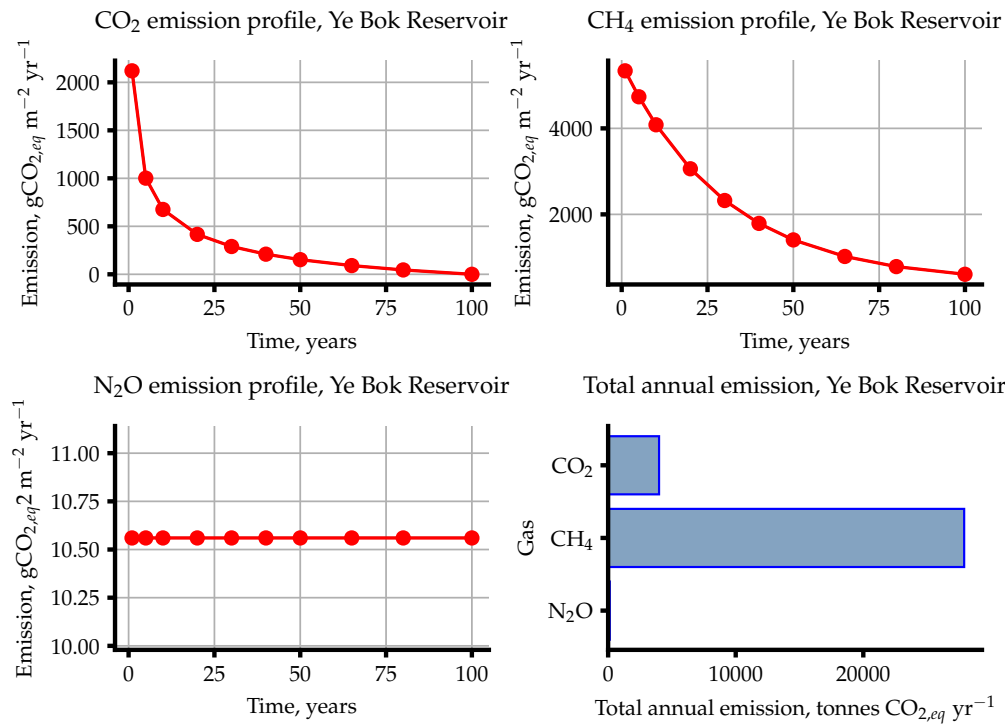 CO₂ emission profile, Ye Bok Reservoir
Emission, gCO₂,ₑq m⁻² yr⁻¹
2000
1500
1000
500
0
0 25 50 75 100
Time, years
CH₄ emission profile, Ye Bok Reservoir
Emission, gCO₂,ₑq m⁻² yr⁻¹
4000
2000
0 25 50 75 100
Time, years
N₂O emission profile, Ye Bok Reservoir
Emission, gCO₂,ₑq2 m⁻² yr⁻¹
11.00
10.75
10.50
10.25
10.00
0 25 50 75 100
Time, years
Total annual emission, Ye Bok Reservoir
Gas
CO₂
CH₄
N₂O
0 10000 20000
Total annual emission, tonnes CO₂,ₑq yr⁻¹